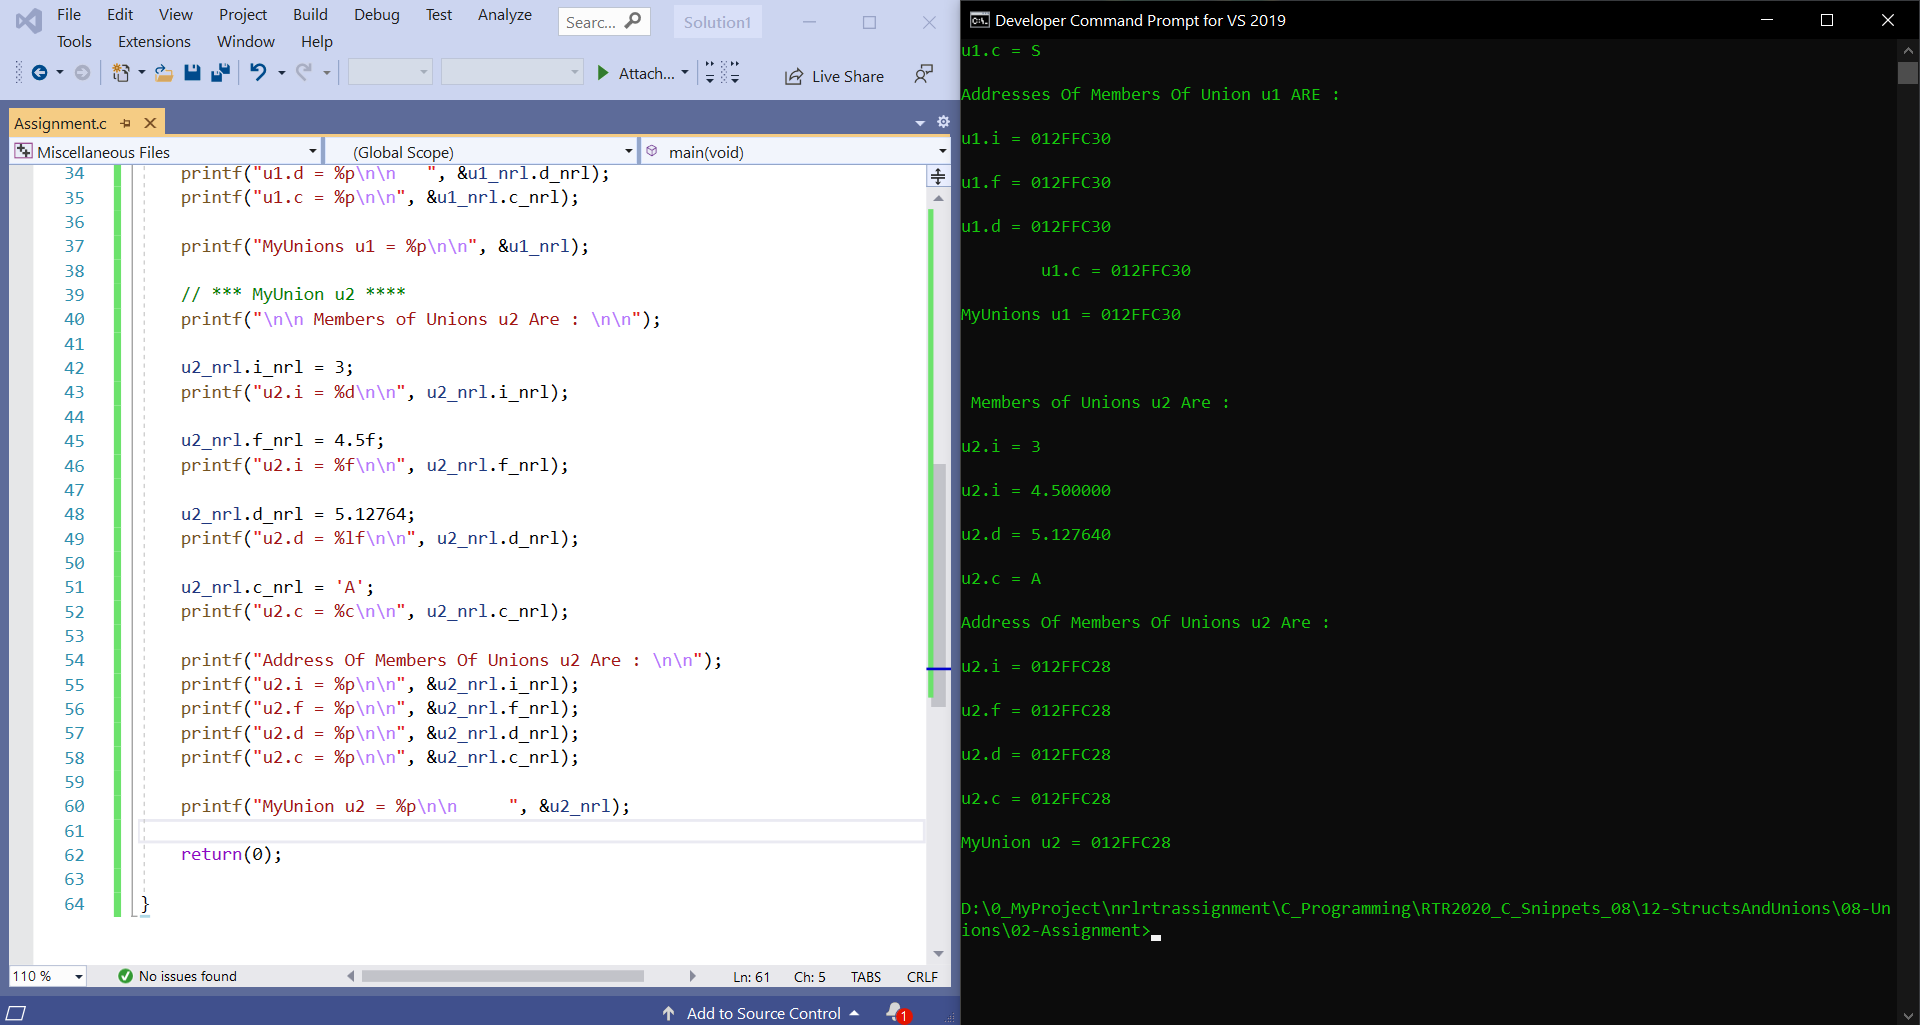 File Edit View Project Build Debug Test Analyze Searc... Solution1
Tools Extensions Window Help
Attach... Live Share
Assignment.c
Miscellaneous Files (Global Scope) main(void)
34 printf("u1.d = %p\n\n   ", &u1_nrl.d_nrl);
35 printf("u1.c = %p\n\n", &u1_nrl.c_nrl);
36
37 printf("MyUnions u1 = %p\n\n", &u1_nrl);
38
39 // *** MyUnion u2 ****
40 printf("\n\n Members of Unions u2 Are : \n\n");
41
42 u2_nrl.i_nrl = 3;
43 printf("u2.i = %d\n\n", u2_nrl.i_nrl);
44
45 u2_nrl.f_nrl = 4.5f;
46 printf("u2.i = %f\n\n", u2_nrl.f_nrl);
47
48 u2_nrl.d_nrl = 5.12764;
49 printf("u2.d = %lf\n\n", u2_nrl.d_nrl);
50
51 u2_nrl.c_nrl = 'A';
52 printf("u2.c = %c\n\n", u2_nrl.c_nrl);
53
54 printf("Address Of Members Of Unions u2 Are : \n\n");
55 printf("u2.i = %p\n\n", &u2_nrl.i_nrl);
56 printf("u2.f = %p\n\n", &u2_nrl.f_nrl);
57 printf("u2.d = %p\n\n", &u2_nrl.d_nrl);
58 printf("u2.c = %p\n\n", &u2_nrl.c_nrl);
59
60 printf("MyUnion u2 = %p\n\n     ", &u2_nrl);
61
62 return(0);
63
64 }
110 % No issues found Ln: 61 Ch: 5 TABS CRLF
Add to Source Control 1
C:\. Developer Command Prompt for VS 2019
u1.c = S
Addresses Of Members Of Union u1 ARE :
u1.i = 012FFC30
u1.f = 012FFC30
u1.d = 012FFC30
u1.c = 012FFC30
MyUnions u1 = 012FFC30
Members of Unions u2 Are :
u2.i = 3
u2.i = 4.500000
u2.d = 5.127640
u2.c = A
Address Of Members Of Unions u2 Are :
u2.i = 012FFC28
u2.f = 012FFC28
u2.d = 012FFC28
u2.c = 012FFC28
MyUnion u2 = 012FFC28
D:\0_MyProject\nrlrtrassignment\C_Programming\RTR2020_C_Snippets_08\12-StructsAndUnions\08-Un
ions\02-Assignment>